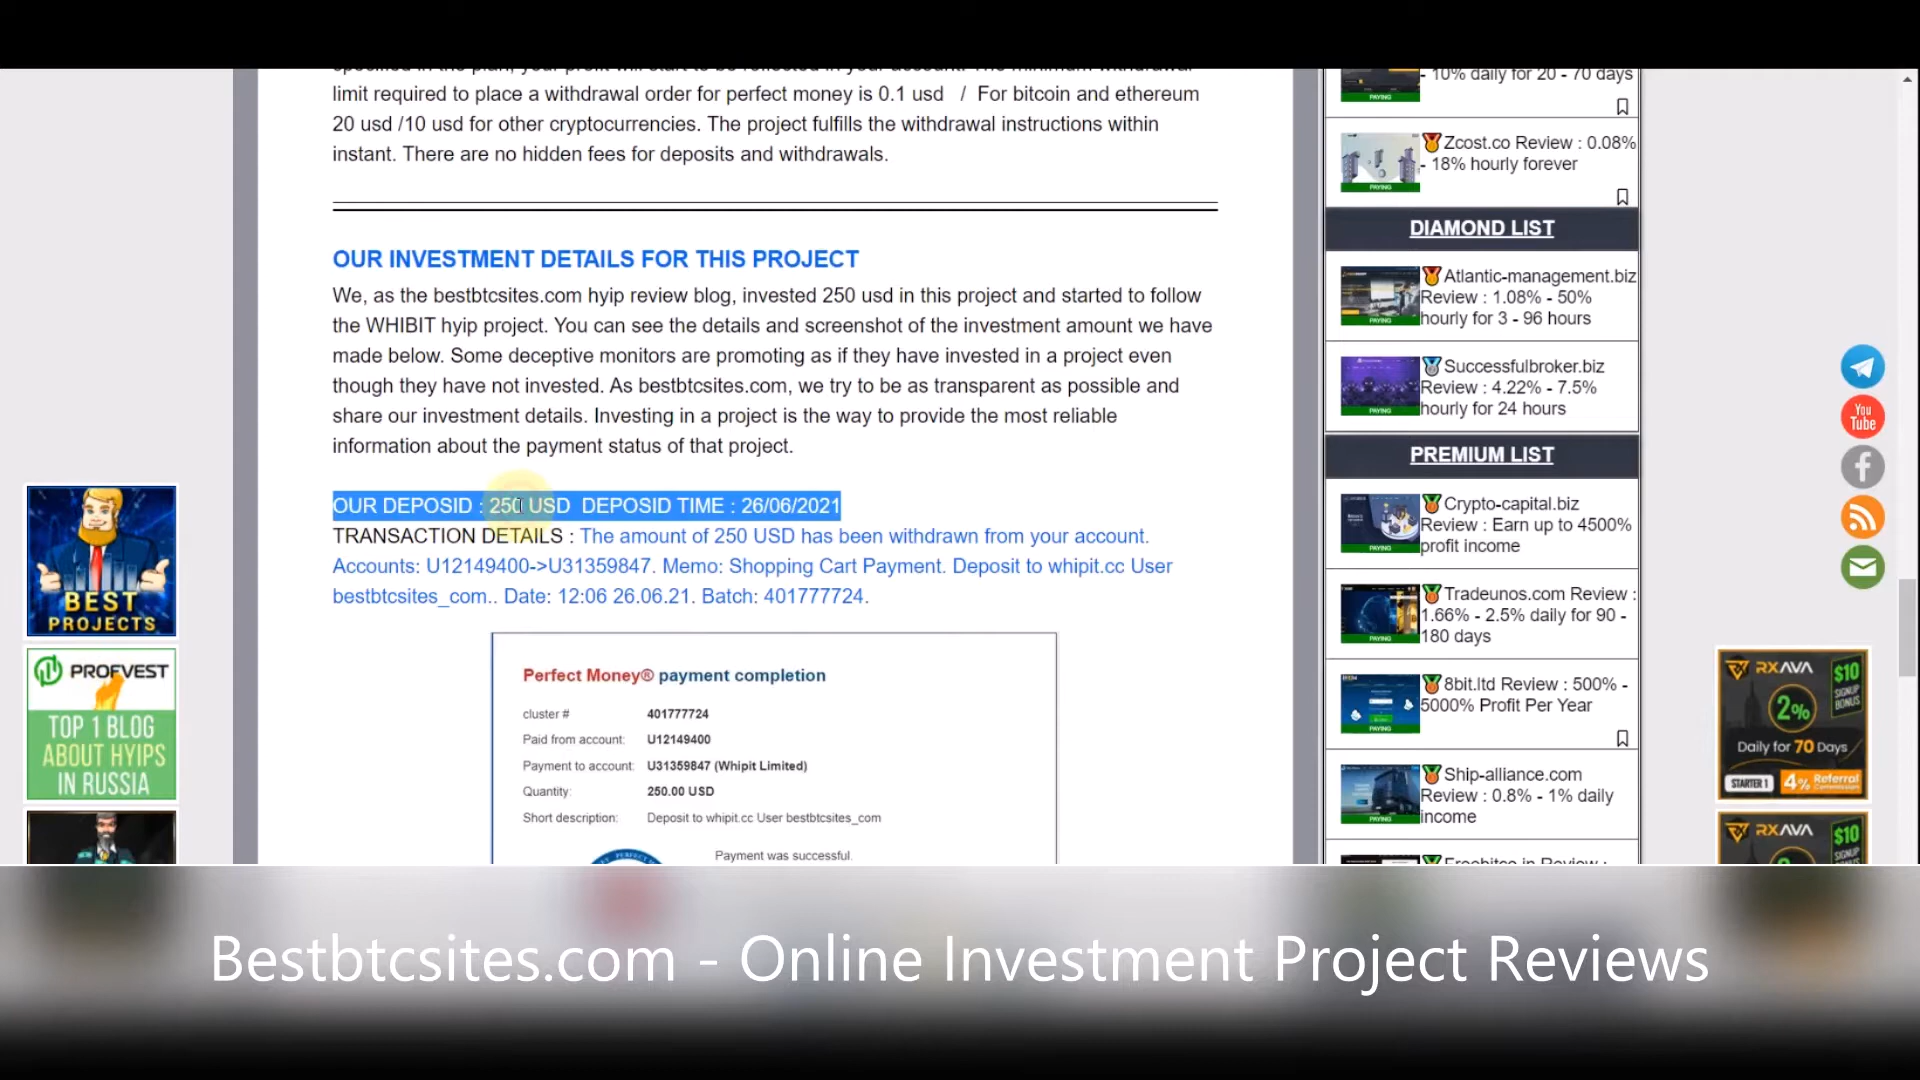 limit required to place a withdrawal order for perfect money is 0.1 usd / For bitcoin and ethereum
20 usd /10 usd for other cryptocurrencies. The project fulfills the withdrawal instructions within
instant. There are no hidden fees for deposits and withdrawals.
OUR INVESTMENT DETAILS FOR THIS PROJECT
We, as the bestbtcsites.com hyip review blog, invested 250 usd in this project and started to follow
the WHIBIT hyip project. You can see the details and screenshot of the investment amount we have
made below. Some deceptive monitors are promoting as if they have invested in a project even
though they have not invested. As bestbtcsites.com, we try to be as transparent as possible and
share our investment details. Investing in a project is the way to provide the most reliable
information about the payment status of that project.
OUR DEPOSID : 250 USD DEPOSID TIME : 26/06/2021
TRANSACTION DETAILS : The amount of 250 USD has been withdrawn from your account.
Accounts: U12149400->U31359847. Memo: Shopping Cart Payment. Deposit to whipit.cc User
bestbtcsites_com.. Date: 12:06 26.06.21. Batch: 401777724.
Perfect Money® payment completion
cluster # 401777724
Paid from account: U12149400
Payment to account: U31359847 (Whipit Limited)
Quantity: 250.00 USD
Short description: Deposit to whipit.cc User bestbtcsites_com
Payment was successful.
- 10% daily for 20 - 70 days
PAYING
Zcost.co Review : 0.08%
- 18% hourly forever
PAYING
DIAMOND LIST
Atlantic-management.biz
Review : 1.08% - 50%
hourly for 3 - 96 hours
PAYING
Successfulbroker.biz
Review : 4.22% - 7.5%
hourly for 24 hours
PAYING
PREMIUM LIST
Crypto-capital.biz
Review : Earn up to 4500%
profit income
PAYING
Tradeunos.com Review :
1.66% - 2.5% daily for 90 -
180 days
PAYING
8bit.ltd Review : 500% -
5000% Profit Per Year
PAYING
Ship-alliance.com
Review : 0.8% - 1% daily
income
PAYING
BEST
PROJECTS
PROFVEST
TOP 1 BLOG
ABOUT HYIPS
IN RUSSIA
You
Tube
RXAVA
$10
SIGNUP
BONUS
2%
Daily for 70 Days
STARTER 1
4% Referral
Commission
RXAVA
$10
SIGNUP
Bestbtcsites.com - Online Investment Project Reviews